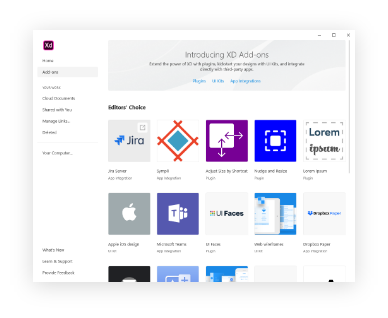 Xd
Home
Add-ons
Cloud Documents
Shared with You
Manage Links...
Deleted
Your Computer...
What's New
Learn & Support
Provide Feedback
Introducing XD Add-ons
Extend the power of XD with plugins, kickstart your designs with UI kits, and integrate
directly with third-party apps.
Plugins UI Kits App Integrations
Editors' Choice
Jira
Lorem
ipsum
Jira Server
App Integration
Sympli
App Integration
Adjust Size by Shortcut
Plugin
Nudge and Resize
Plugin
Lorem Ipsum
Plugin
UI Faces
Dropbox Paper
Apple iOS design
UI Kit
Microsoft Teams
App Integration
UI Faces
Plugin
Web wireframes
UI Kit
Dropbox Paper
App Integration